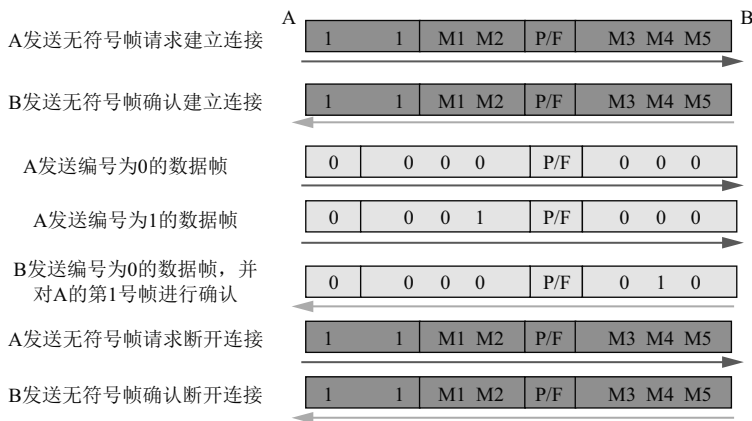 A B
A发送无符号帧请求建立连接 1 1 M1 M2 P/F M3 M4 M5
B发送无符号帧确认建立连接 1 1 M1 M2 P/F M3 M4 M5
A发送编号为0的数据帧 0 0 0 0 P/F 0 0 0
A发送编号为1的数据帧 0 0 0 1 P/F 0 0 0
B发送编号为0的数据帧，并
对A的第1号帧进行确认 0 0 0 0 P/F 0 1 0
A发送无符号帧请求断开连接 1 1 M1 M2 P/F M3 M4 M5
B发送无符号帧确认断开连接 1 1 M1 M2 P/F M3 M4 M5